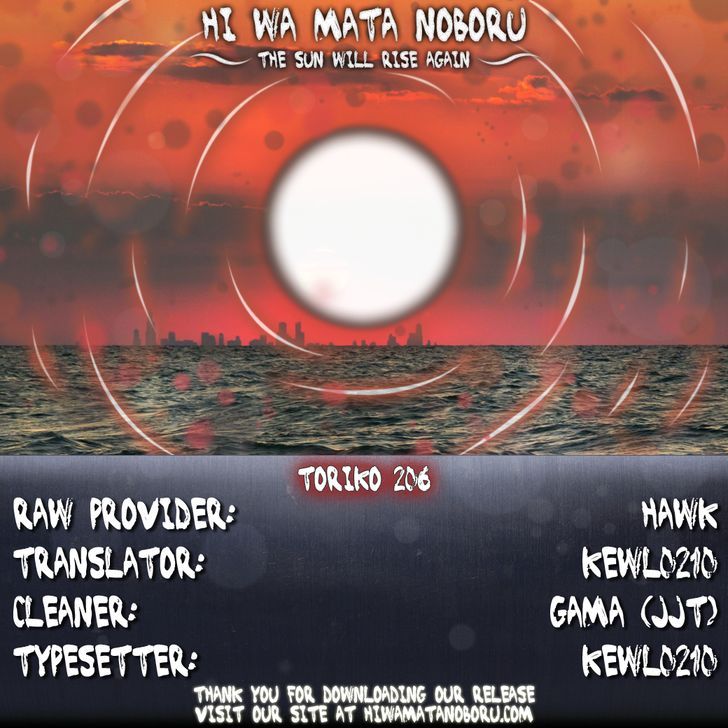 HI WA MATA NOBORU
THE SUN WILL RISE AGAIN
TORIKO 206
RAW PROVIDER: HAWK
TRANSLATOR: KEWL0210
CLEANER: GAMA (JJT)
TYPESETTER: KEWL0210
THANK YOU FOR DOWNLOADING OUR RELEASE
VISIT OUR SITE AT HIWAMATANOBORU.COM